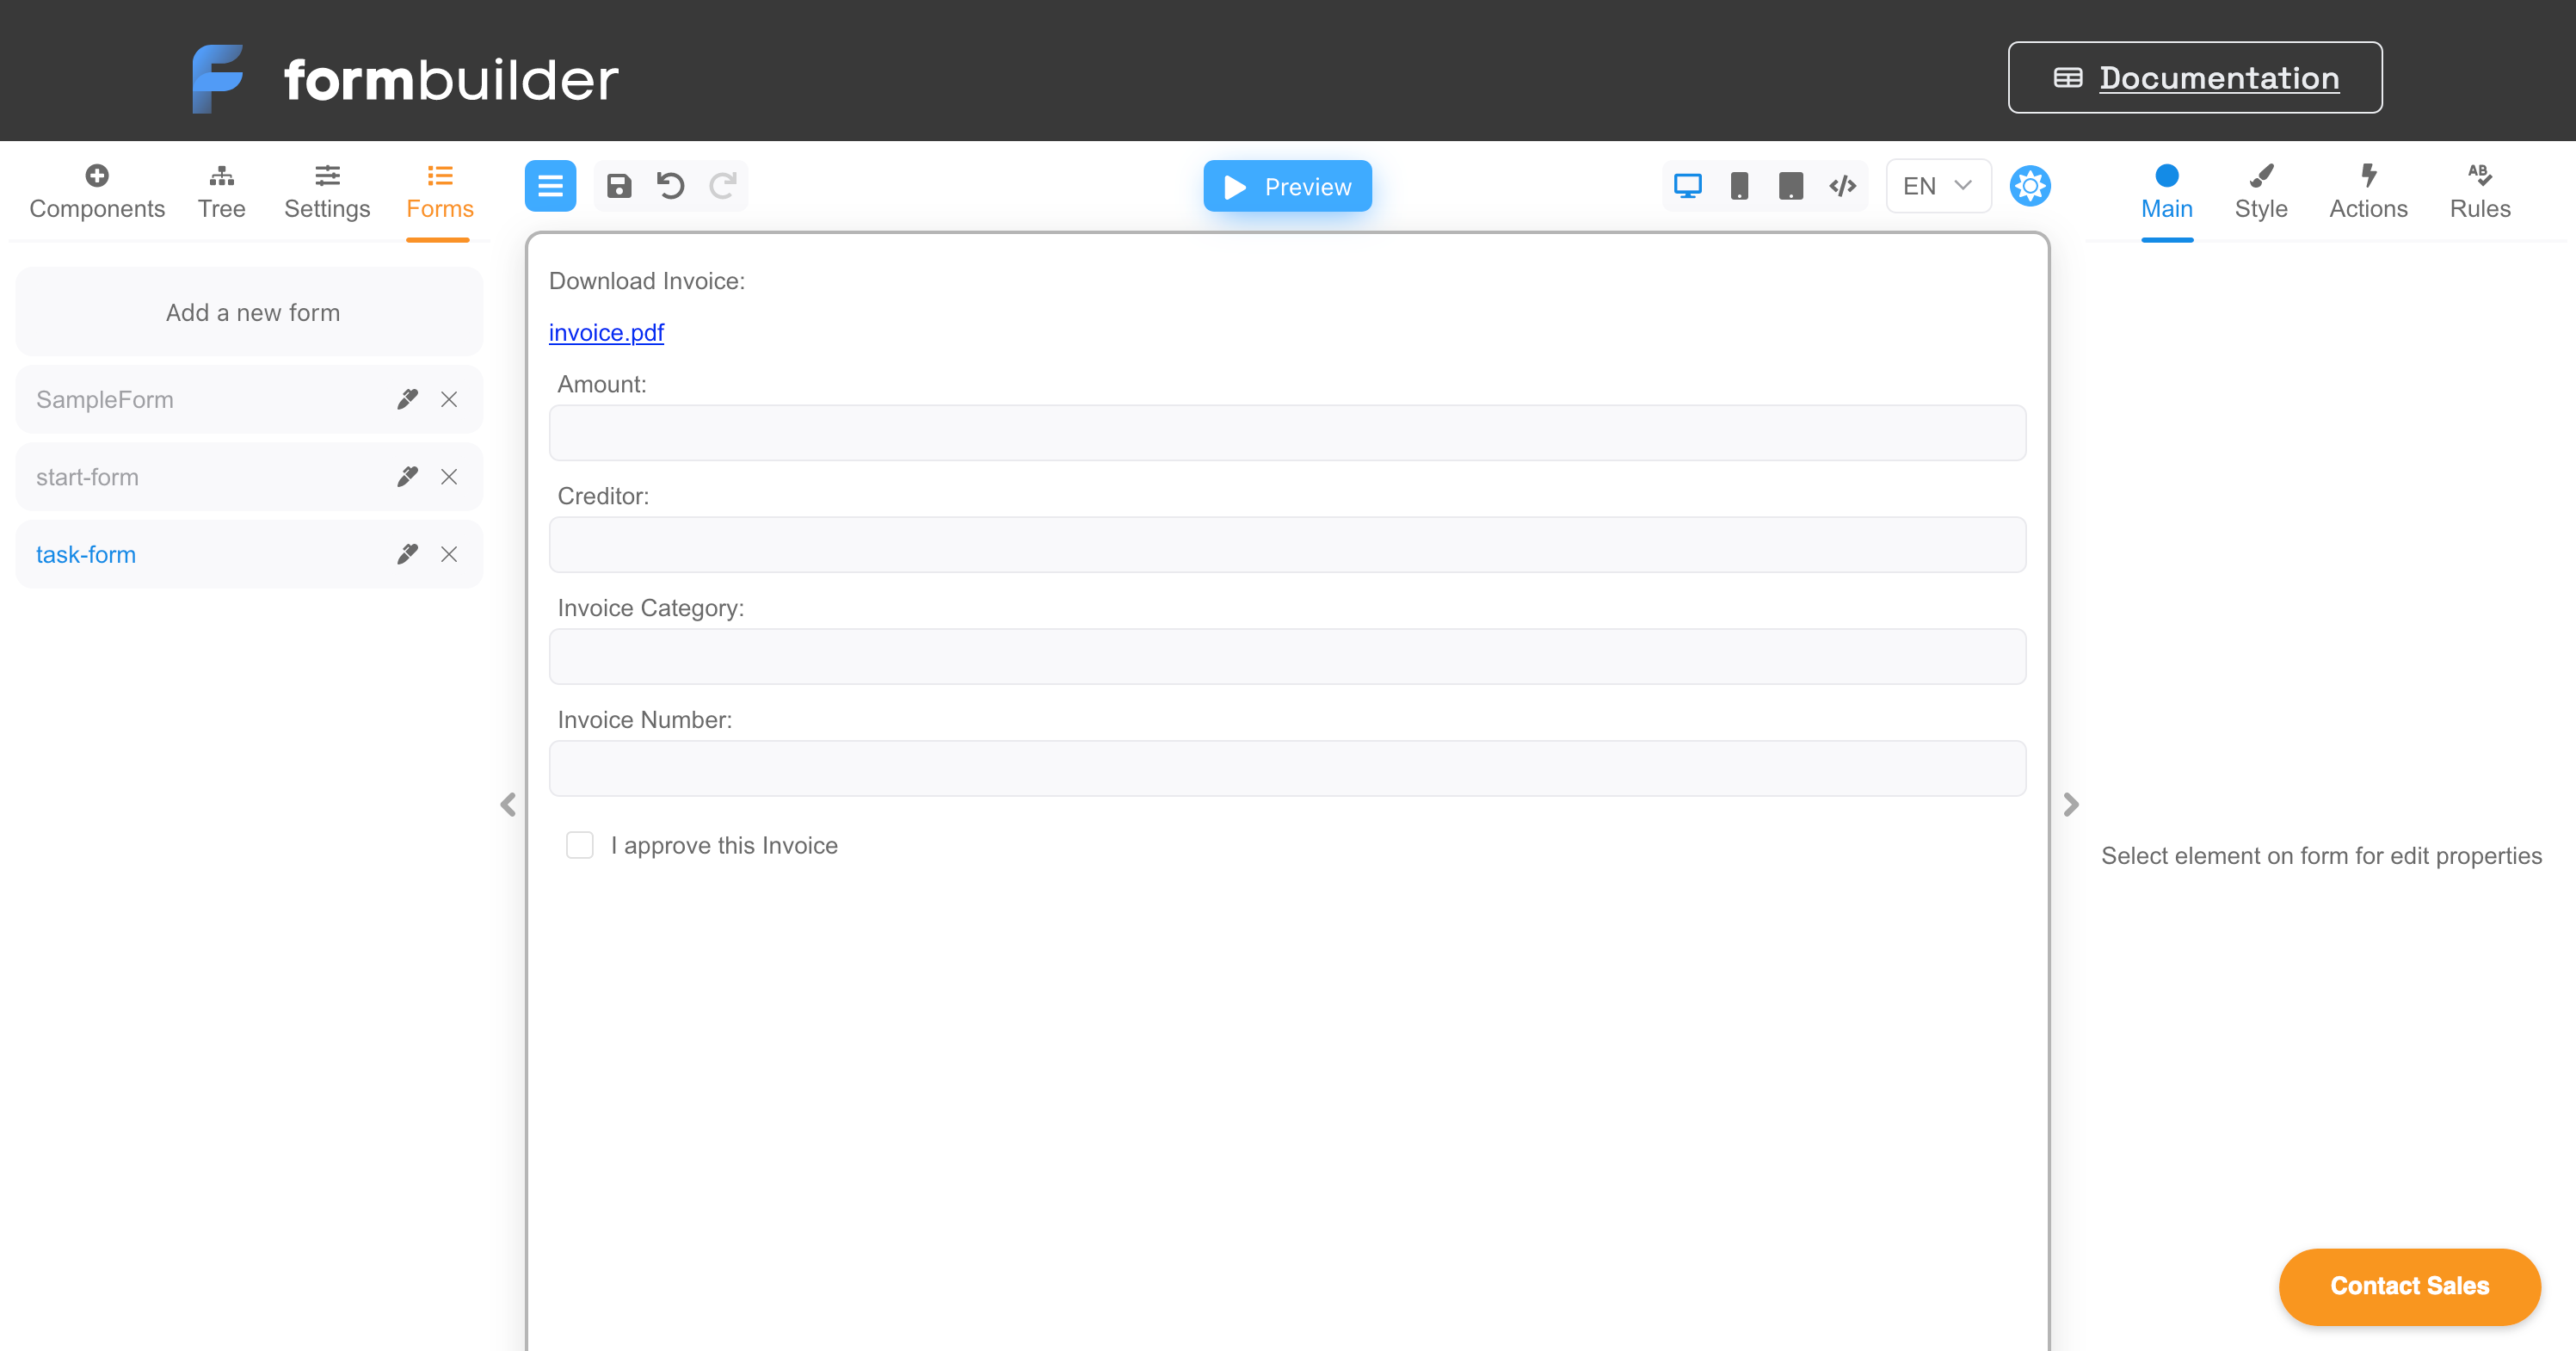 formbuilder
Documentation
Components
Tree
Settings
Forms
Preview
EN
Main
Style
Actions
AB
Rules
Add a new form
SampleForm
start-form
task-form
Download Invoice:
invoice.pdf
Amount:
Creditor:
Invoice Category:
Invoice Number:
I approve this Invoice
Select element on form for edit properties
Contact Sales